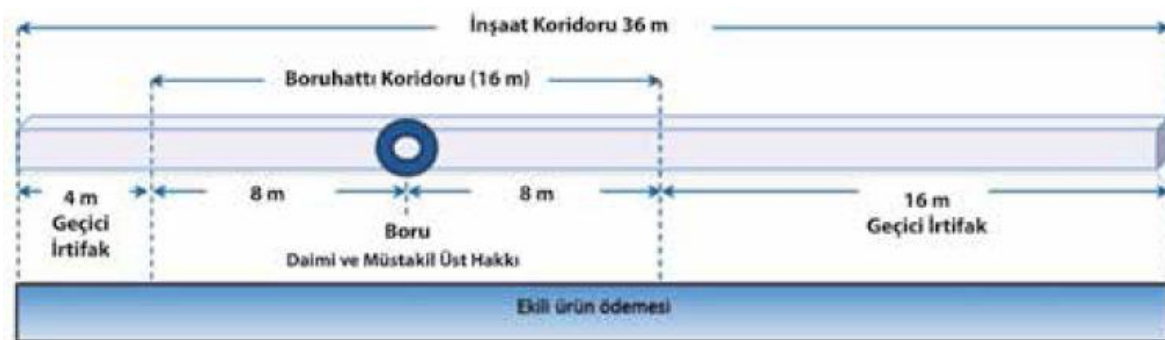 İnşaat Koridoru 36 m
Boruhattı Koridoru (16 m)
4 m
Geçici
İrtifak
8 m
8 m
Boru
Daimi ve Müstakil Üst Hakkı
16 m
Geçici İrtifak
Ekili ürün ödemesi